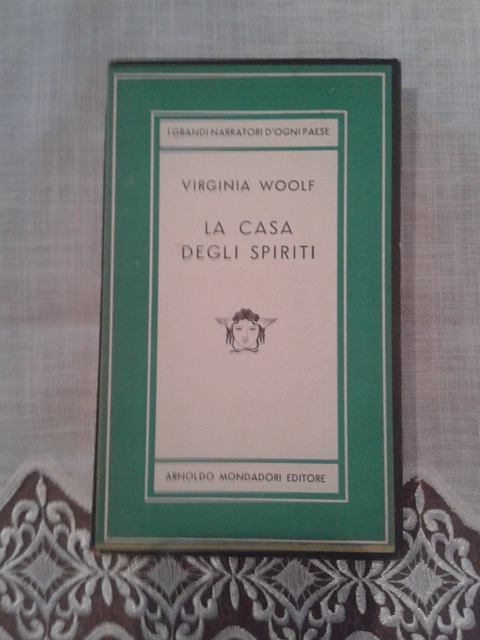 I GRANDI NARRATORI D'OGNI PAESE
VIRGINIA WOOLF
LA CASA
DEGLI SPIRITI
ARNOLDO MONDADORI EDITORE